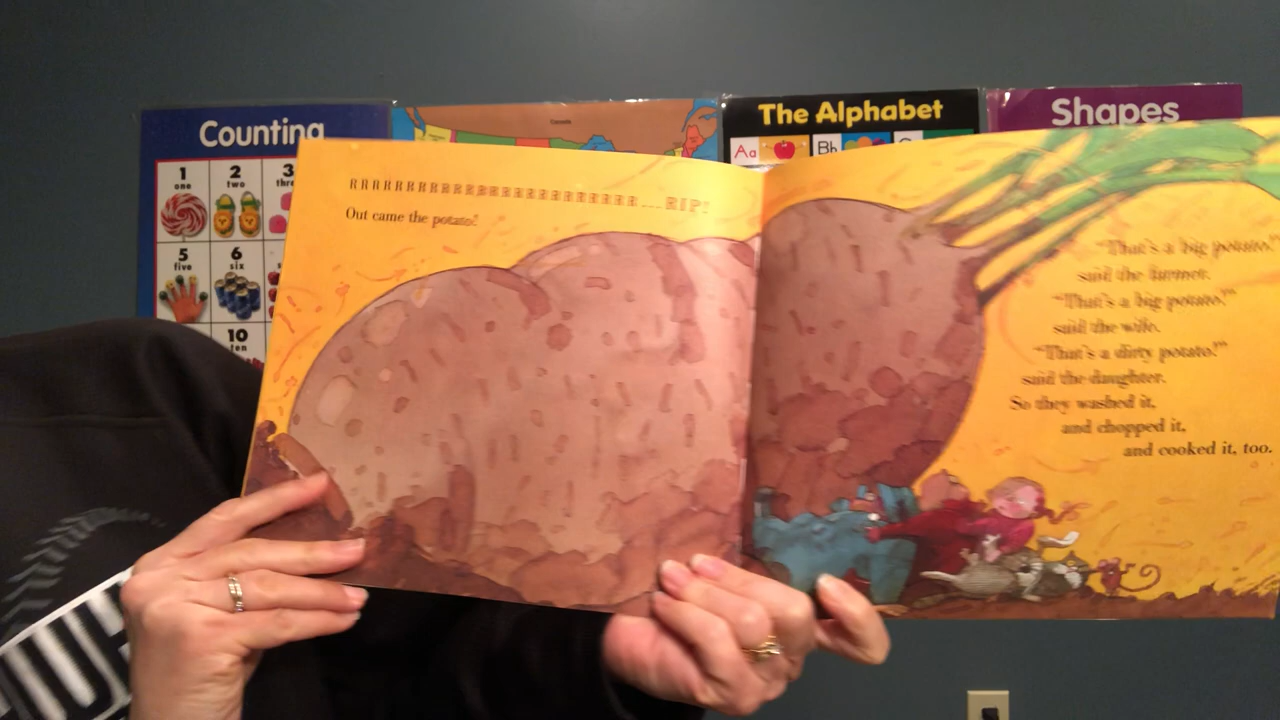 Counting
1
one
2
two
3
5
five
6
six
10
ten
Canada
The Alphabet
Aa
Bb
Shapes
RIP!
Out came the potato!
"That's a big potato!"
said the farmer.
"That's a big potato!"
said the wife.
"That's a dirty potato!"
said the daughter.
So they washed it,
and chopped it,
and cooked it, too.